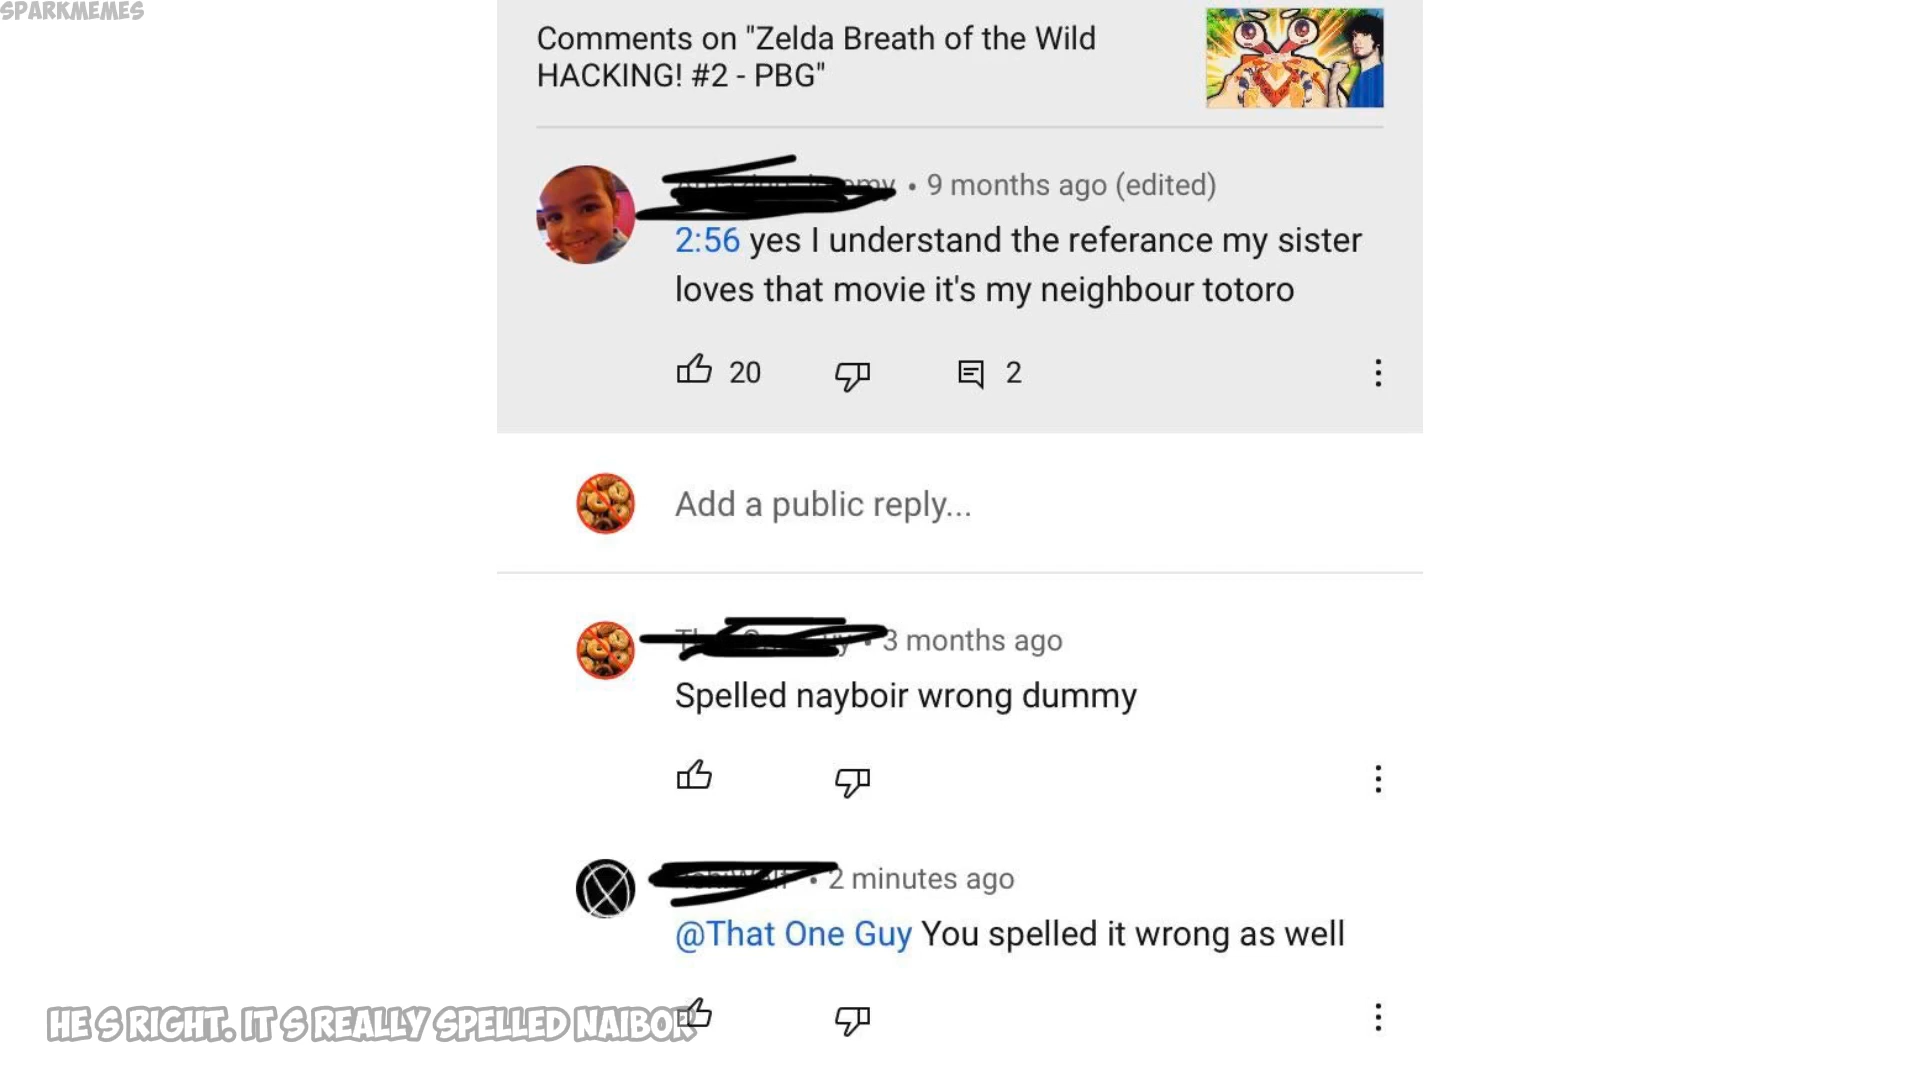 SPARKMEMES
Comments on "Zelda Breath of the Wild
HACKING! #2 - PBG"
• 9 months ago (edited)
2:56 yes I understand the referance my sister
loves that movie it's my neighbour totoro
20 2
Add a public reply...
• 3 months ago
Spelled nayboir wrong dummy
• 2 minutes ago
@That One Guy You spelled it wrong as well
HE S RIGHT. IT S REALLY SPELLED NAIBOR